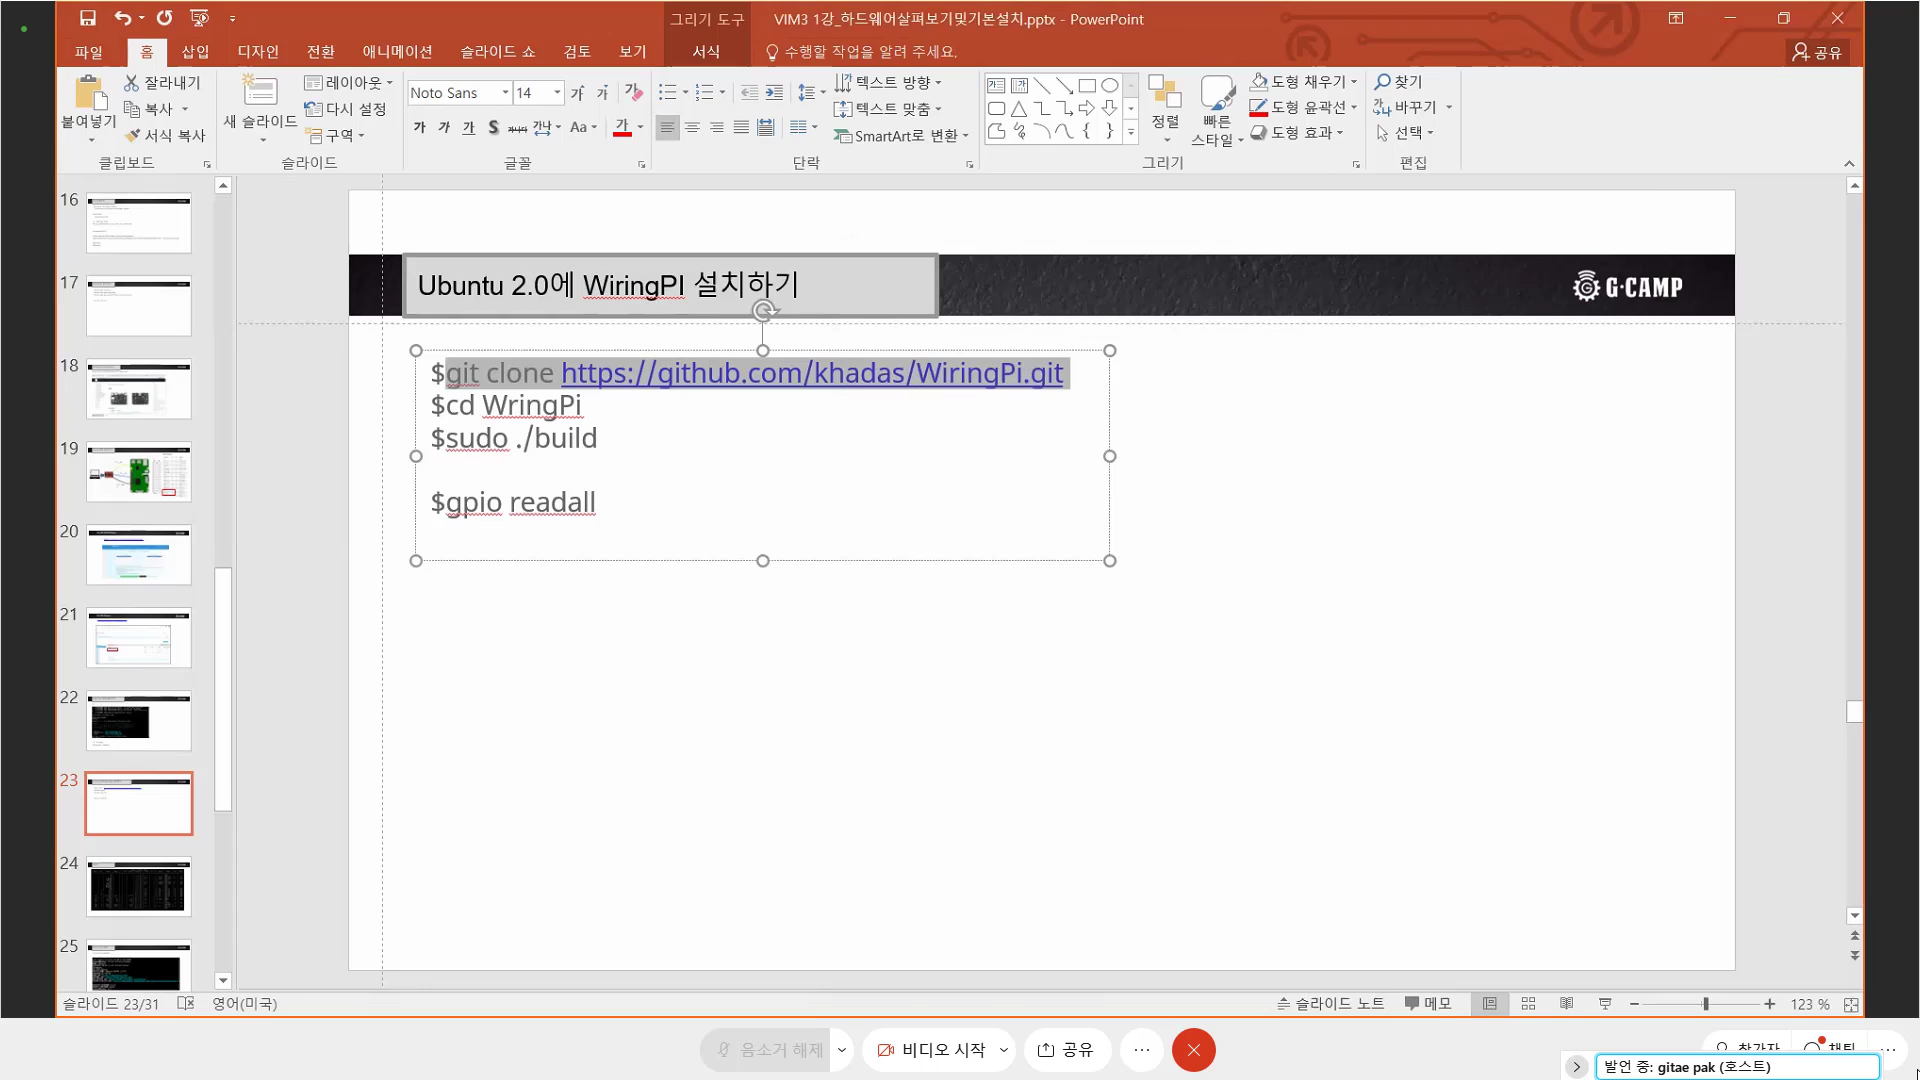 그리기 도구
VIM3 1강_하드웨어살펴보기및기본설치.pptx - PowerPoint
파일 홈 삽입 디자인 전환 애니메이션 슬라이드 쇼 검토 보기 서식 수행할 작업을 알려 주세요. 공유
붙여넣기
잘라내기
복사
서식 복사
클립보드
새 슬라이드
레이아웃
다시 설정
구역
슬라이드
Noto Sans 14
가 가 가 S 간 Aa 가
글꼴
텍스트 방향
텍스트 맞춤
SmartArt로 변환
단락
정렬
빠른
스타일
도형 채우기
도형 윤곽선
도형 효과
그리기
찾기
바꾸기
선택
편집
16
17
18
19
20
21
22
23
24
25
Ubuntu 2.0에 WiringPI 설치하기
G·CAMP
$git clone https://github.com/khadas/WiringPi.git
$cd WringPi
$sudo ./build
$gpio readall
슬라이드 23/31 영어(미국) 슬라이드 노트 메모 123 %
음소거 해제 비디오 시작 공유 참가자 채팅
발언 중: gitae pak (호스트)